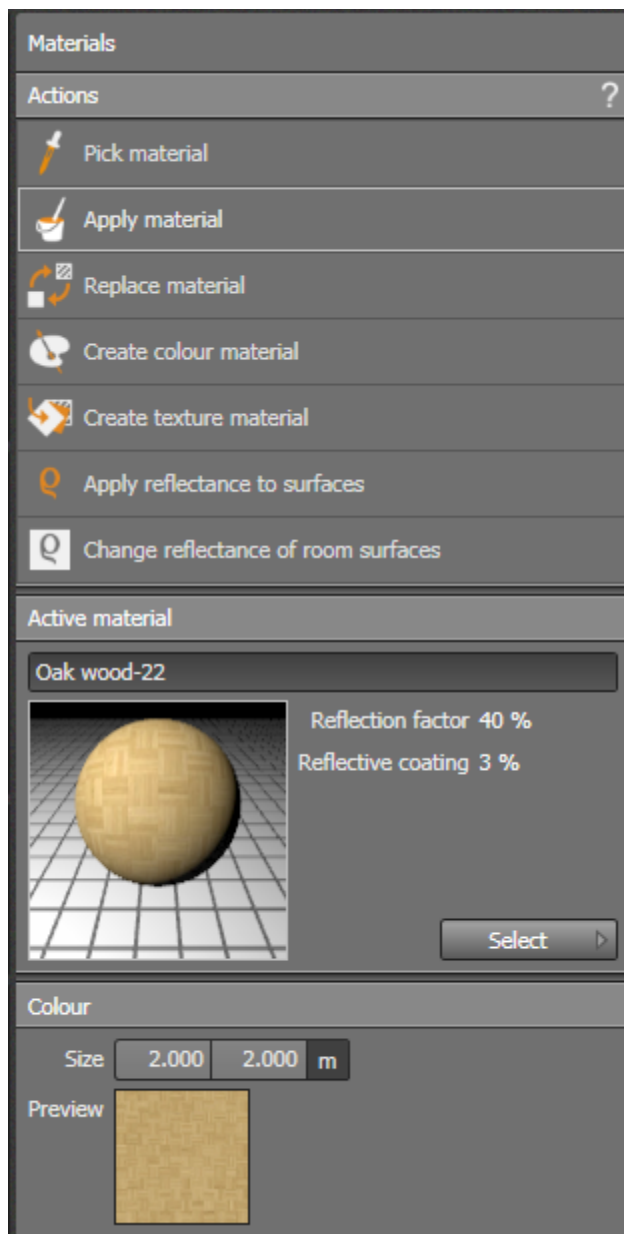 Materials
Actions ?
Pick material
Apply material
Replace material
Create colour material
Create texture material
Apply reflectance to surfaces
Change reflectance of room surfaces
Active material
Oak wood-22
Reflection factor 40 %
Reflective coating 3 %
Select
Colour
Size 2.000 2.000 m
Preview